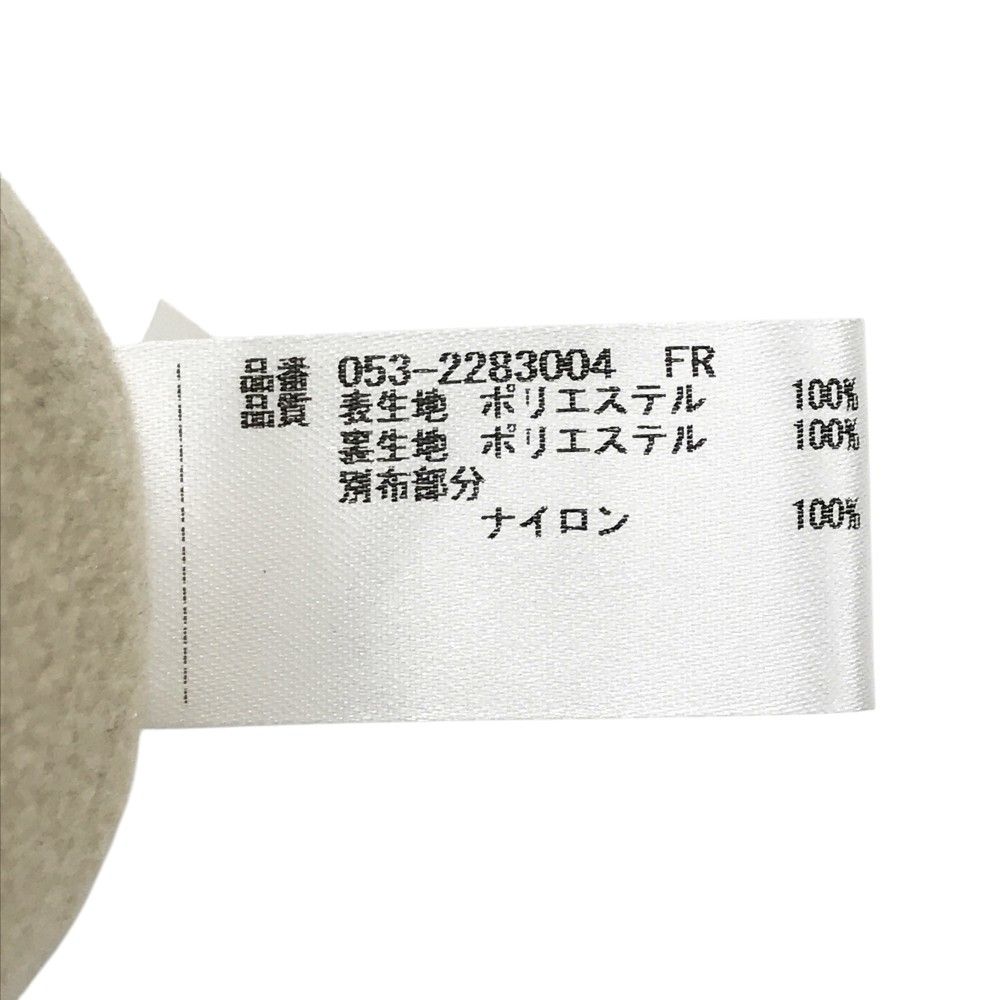 品番 053-2283004 FR
品質 表生地 ポリエステル 100%
裏生地 ポリエステル 100%
別布部分
ナイロン 100%